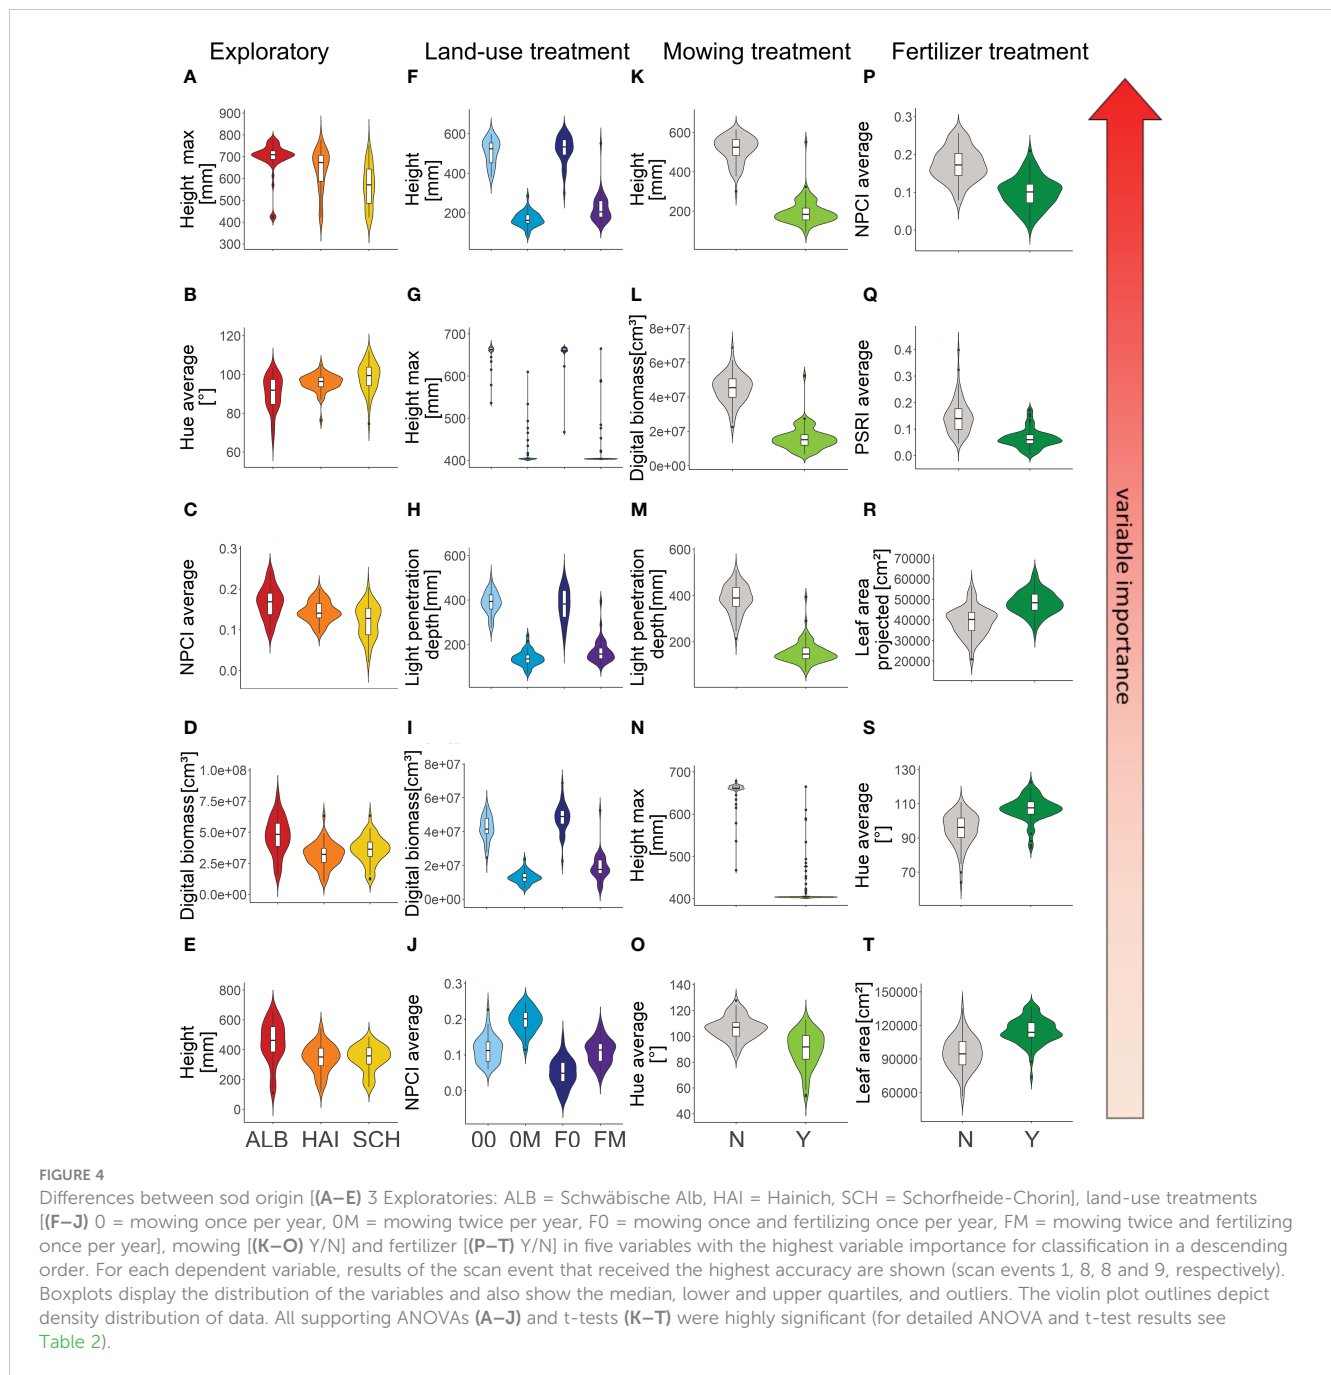 Exploratory
Land-use treatment
Mowing treatment
Fertilizer treatment
A
Height max
[mm]
900
800
700
600
500
400
300
F
Height
[mm]
600
400
200
K
Height
[mm]
600
400
200
P
NPCI average
0.3
0.2
0.1
0.0
B
Hue average
[°]
120
100
80
60
G
Height max
[mm]
700
600
500
400
L
Digital biomass[cm³]
8e+07
6e+07
4e+07
2e+07
0e+00
Q
PSRI average
0.4
0.3
0.2
0.1
0.0
C
NPCI average
0.3
0.2
0.1
0.0
H
Light penetration
depth[mm]
600
400
200
M
Light penetration
depth[mm]
600
400
200
R
Leaf area
projected [cm²]
70000
60000
50000
40000
30000
20000
D
Digital biomass[cm³]
1.0e+08
7.5e+07
5.0e+07
2.5e+07
0.0e+00
I
Digital biomass[cm³]
8e+07
6e+07
4e+07
2e+07
0e+00
N
Height max
[mm]
700
600
500
400
S
Hue average
[°]
130
110
90
70
E
Height
[mm]
800
600
400
200
0
ALB HAI SCH
J
NPCI average
0.3
0.2
0.1
0.0
00 0M F0 FM
O
Hue average
[°]
140
120
100
80
60
40
N Y
T
Leaf area[cm²]
150000
120000
90000
60000
N Y
variable importance
FIGURE 4
Differences between sod origin [(A–E) 3 Exploratories: ALB = Schwäbische Alb, HAI = Hainich, SCH = Schorfheide-Chorin], land-use treatments
[(F–J) 0 = mowing once per year, 0M = mowing twice per year, F0 = mowing once and fertilizing once per year, FM = mowing twice and fertilizing
once per year], mowing [(K–O) Y/N] and fertilizer [(P–T) Y/N] in five variables with the highest variable importance for classification in a descending
order. For each dependent variable, results of the scan event that received the highest accuracy are shown (scan events 1, 8, 8 and 9, respectively).
Boxplots display the distribution of the variables and also show the median, lower and upper quartiles, and outliers. The violin plot outlines depict
density distribution of data. All supporting ANOVAs (A–J) and t-tests (K–T) were highly significant (for detailed ANOVA and t-test results see
Table 2).